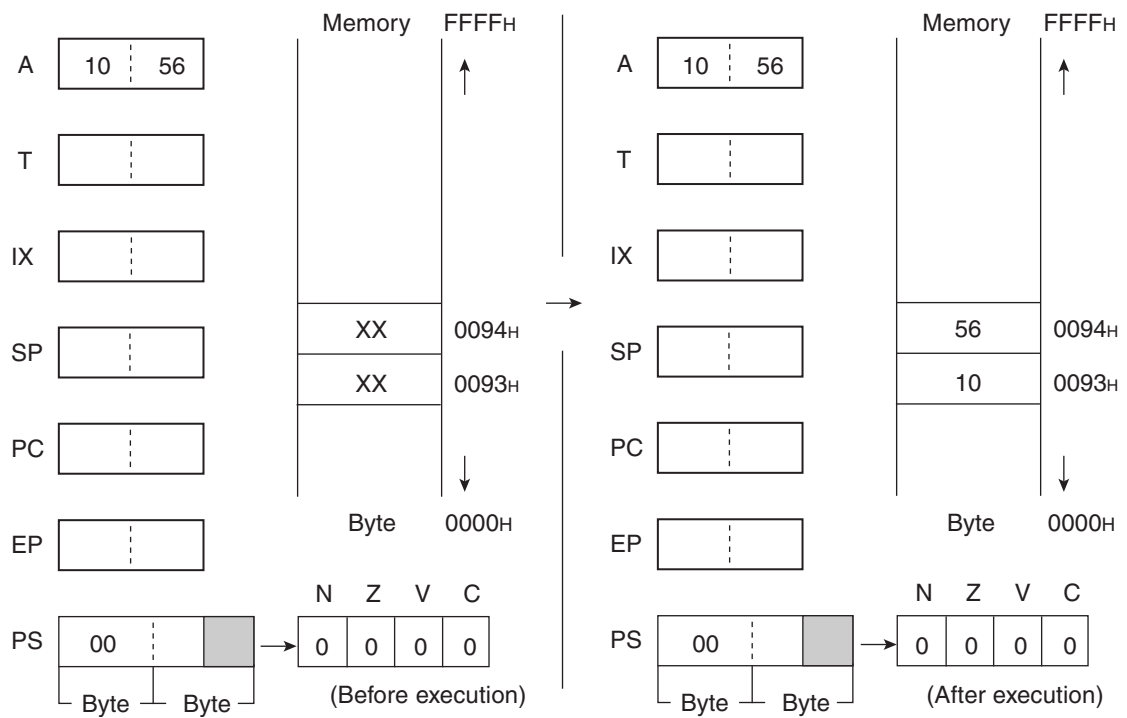 Memory FFFFH
A 10 56
T
IX
XX 0094H
SP
XX 0093H
PC
Byte 0000H
EP
N Z V C
PS 00 0 0 0 0
Byte Byte (Before execution)
Memory FFFFH
A 10 56
T
IX
56 0094H
SP
10 0093H
PC
Byte 0000H
EP
N Z V C
PS 00 0 0 0 0
Byte Byte (After execution)